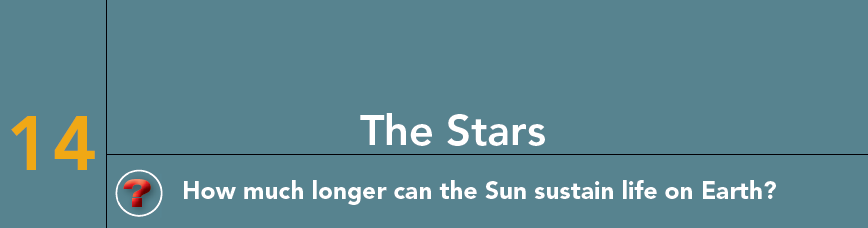 14
The Stars
?
How much longer can the Sun sustain life on Earth?